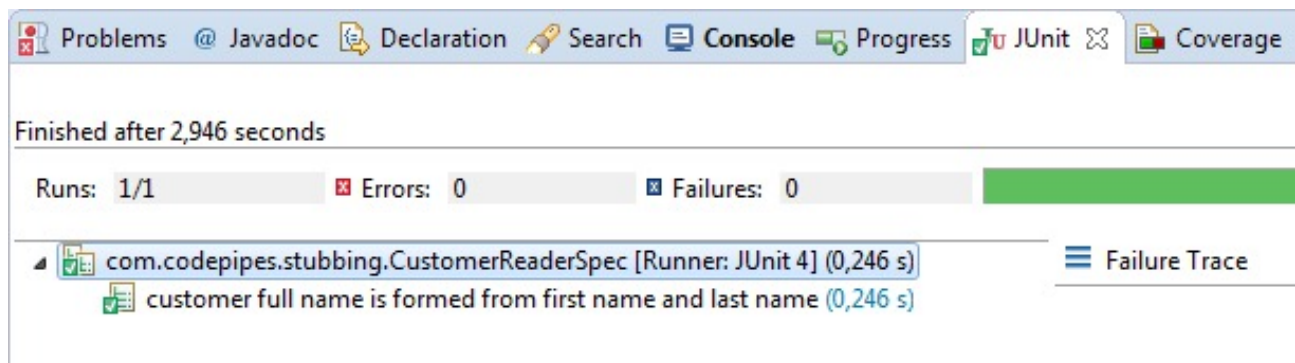 Problems @ Javadoc Declaration Search Console Progress JUnit Coverage
Finished after 2,946 seconds
Runs: 1/1 Errors: 0 Failures: 0
com.codepipes.stubbing.CustomerReaderSpec [Runner: JUnit 4] (0,246 s) Failure Trace
customer full name is formed from first name and last name (0,246 s)